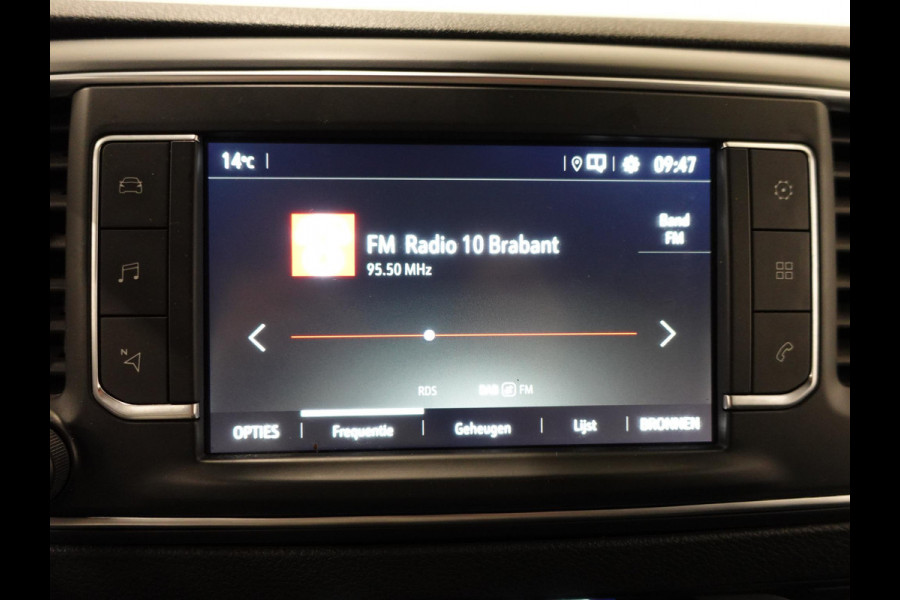 14°C
09:47
Band
FM
FM Radio 10 Brabant
95.50 MHz
N
RDS DAB FM
OPTIES Frequentie Geheugen Lijst BRONNEN